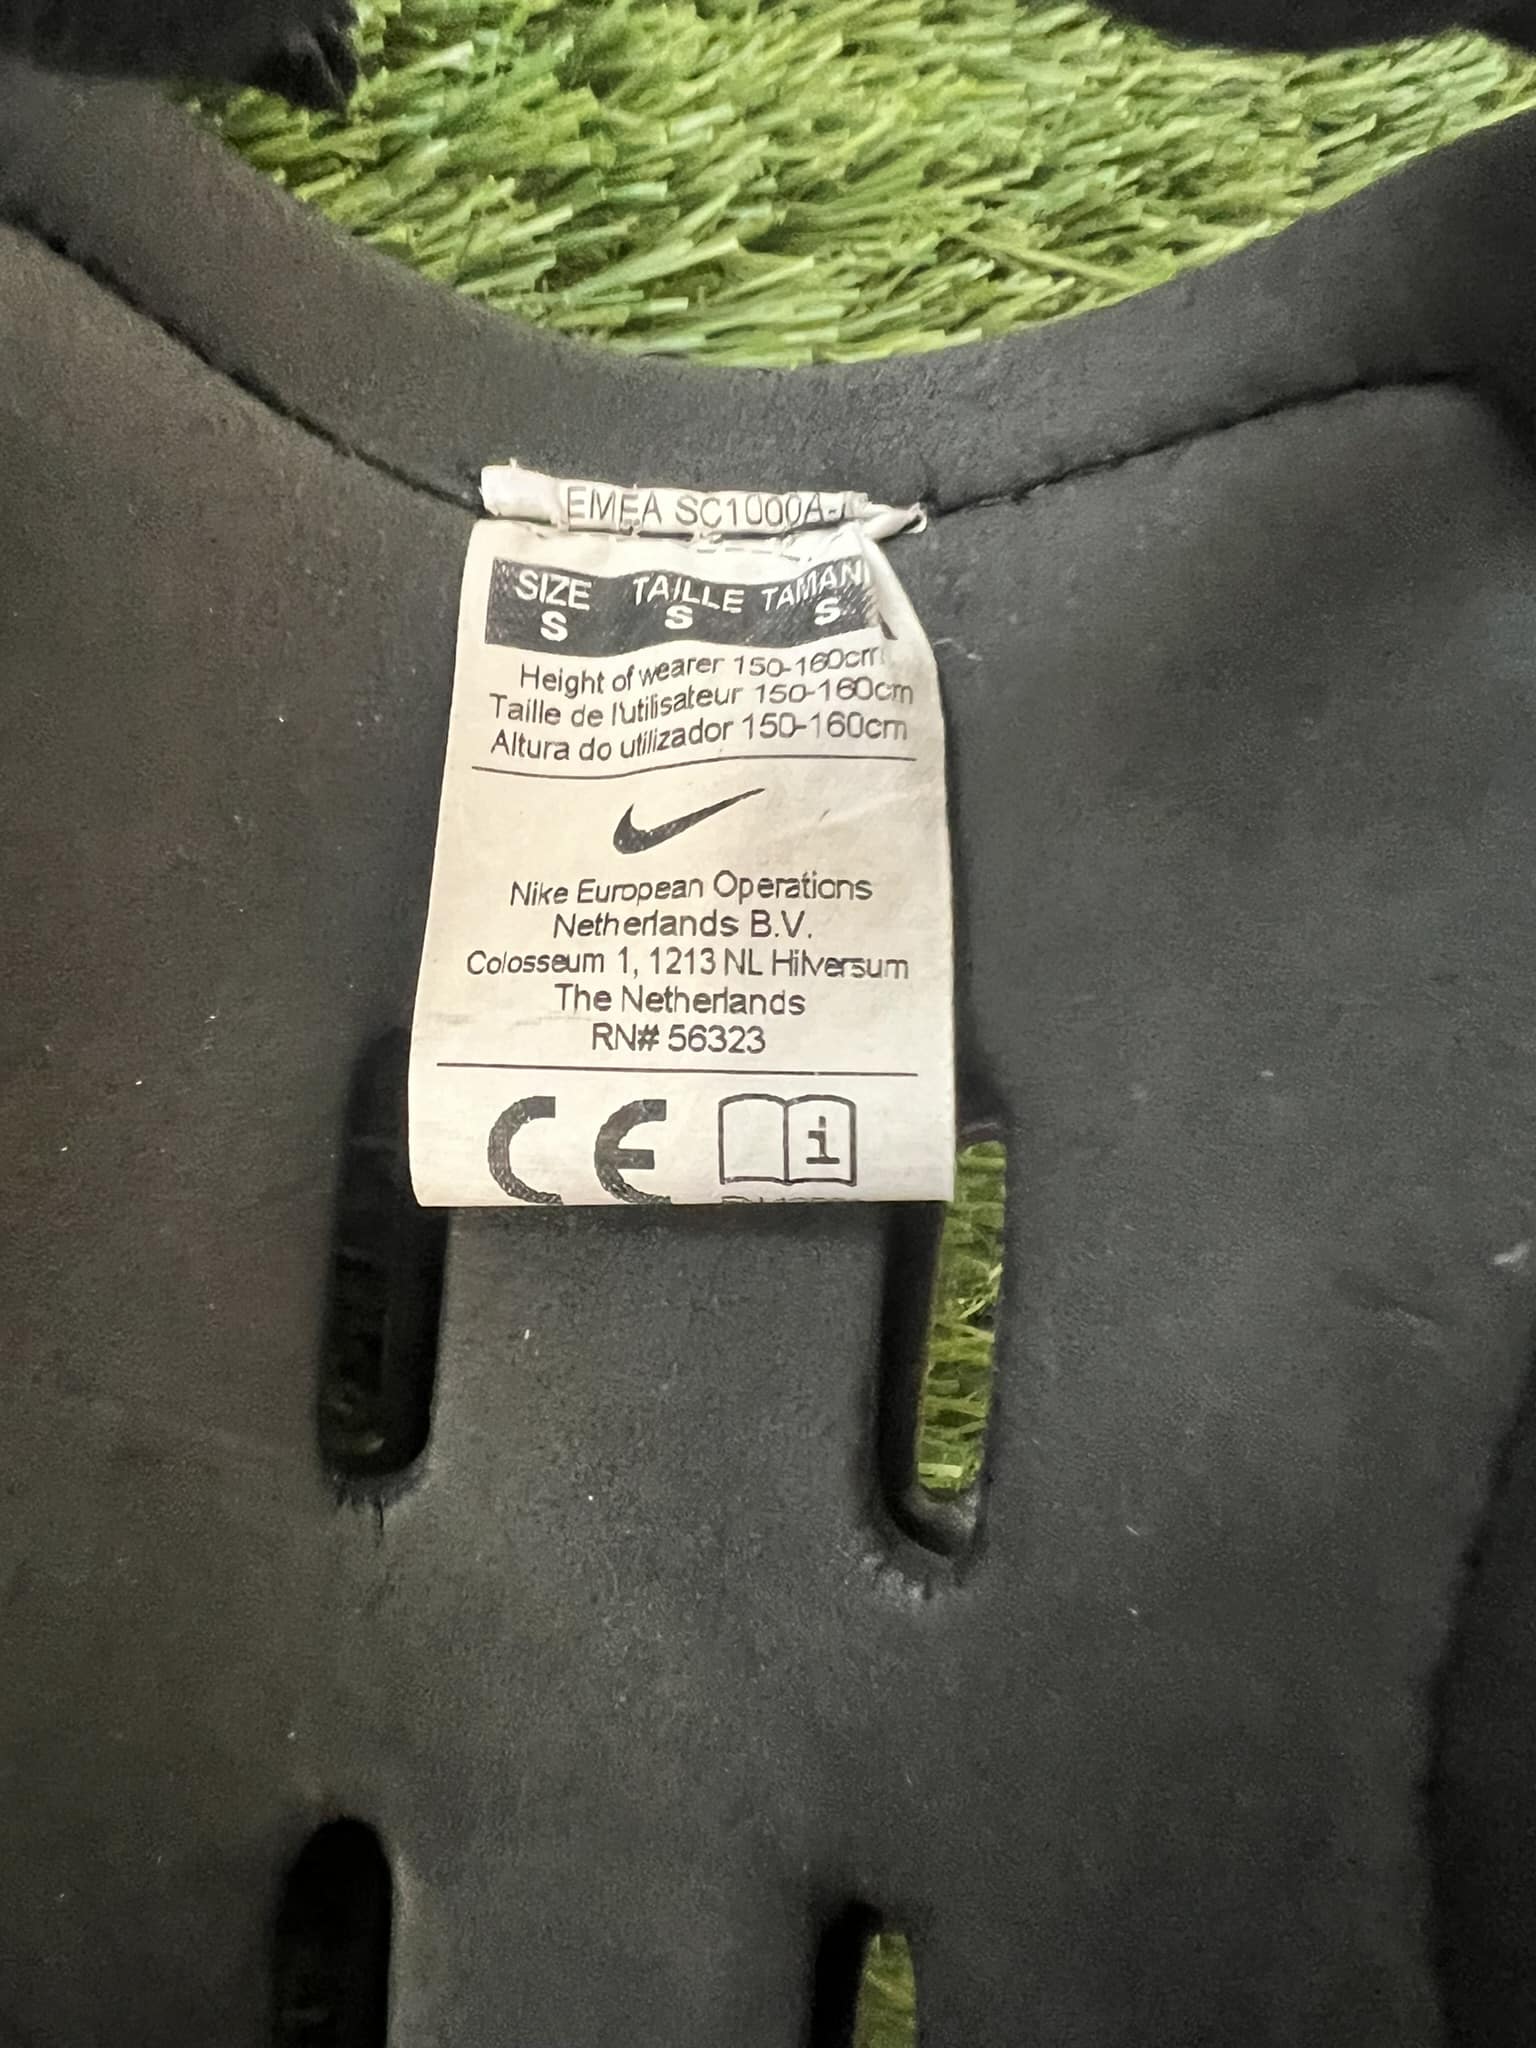 EMEA SC1000A-
SIZE TAILLE TAMAN
S S S
Height of wearer 150-160cm
Taille de l'utilisateur 150-160cm
Altura do utilizador 150-160cm
Nike European Operations
Netherlands B.V.
Colosseum 1, 1213 NL Hilversum
The Netherlands
RN# 56323
CE i